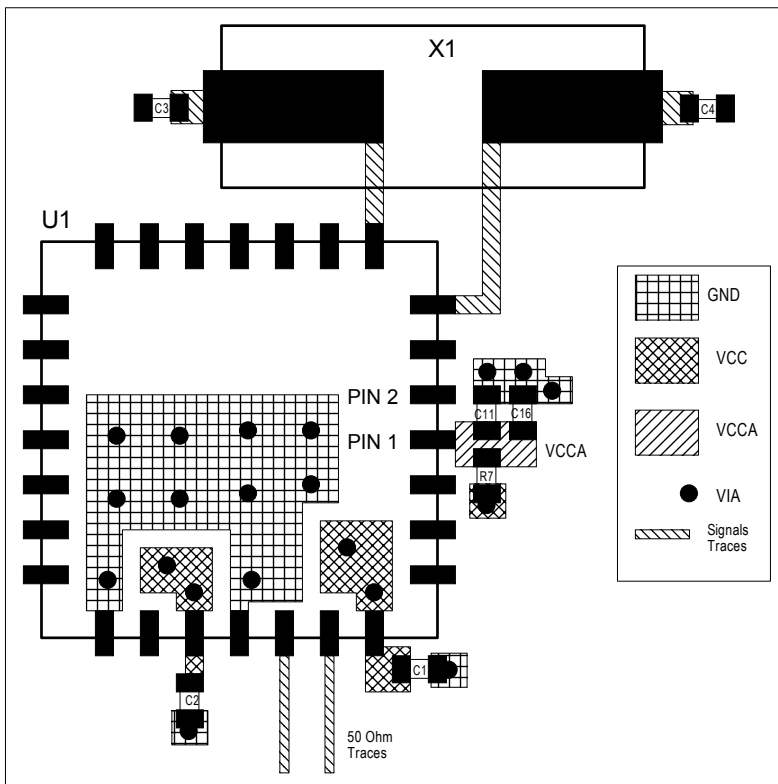 X1
C3
C4
U1
GND
VCC
PIN 2
C11 C16
PIN 1
VCCA
VCCA
R7
VIA
Signals
Traces
C1
C2
50 Ohm
Traces